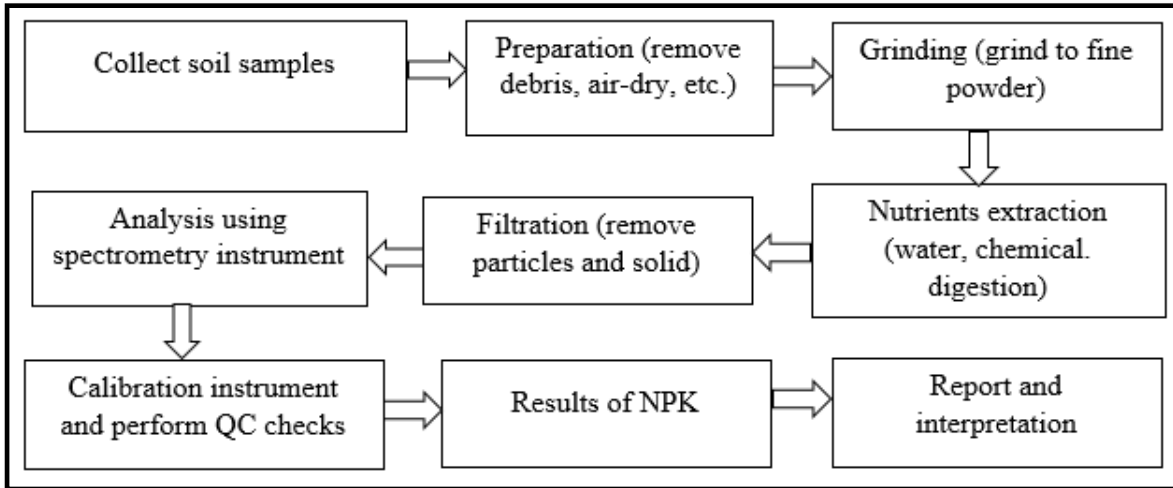 Collect soil samples
Preparation (remove
debris, air-dry, etc.)
Grinding (grind to fine
powder)
Nutrients extraction
(water, chemical.
digestion)
Filtration (remove
particles and solid)
Analysis using
spectrometry instrument
Calibration instrument
and perform QC checks
Results of NPK
Report and
interpretation